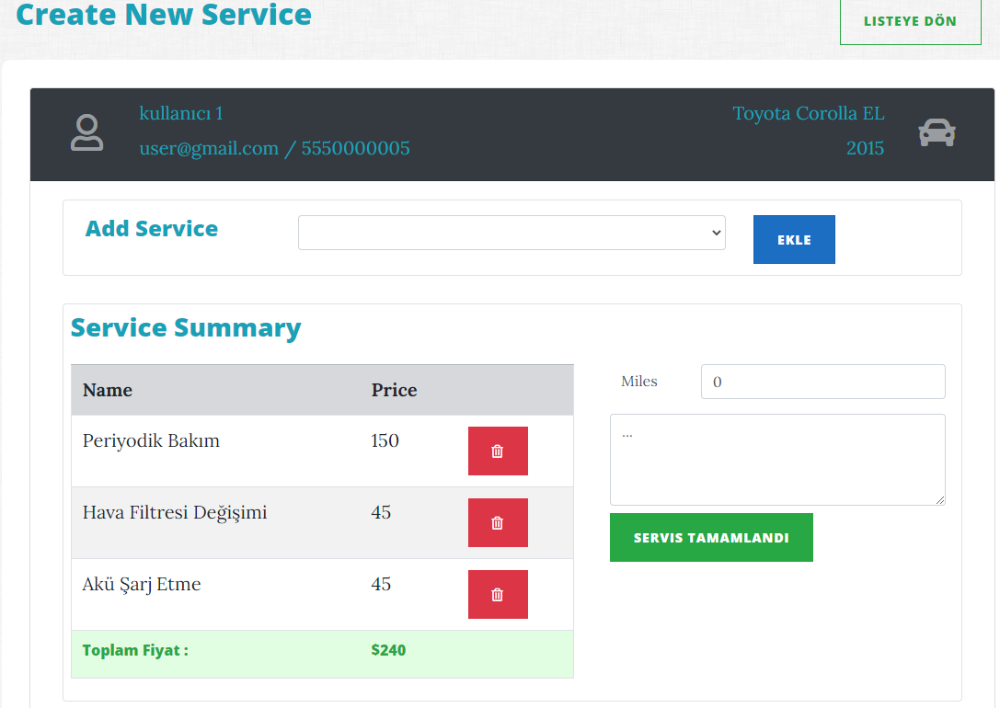 Create New Service
LISTEYE DÖN
kullanıcı 1
user@gmail.com / 5550000005
Toyota Corolla EL
2015
Add Service
EKLE
Service Summary
Name Price
Periyodik Bakım 150
Hava Filtresi Değişimi 45
Akü Şarj Etme 45
Toplam Fiyat : $240
Miles 0
...
SERVIS TAMAMLANDI